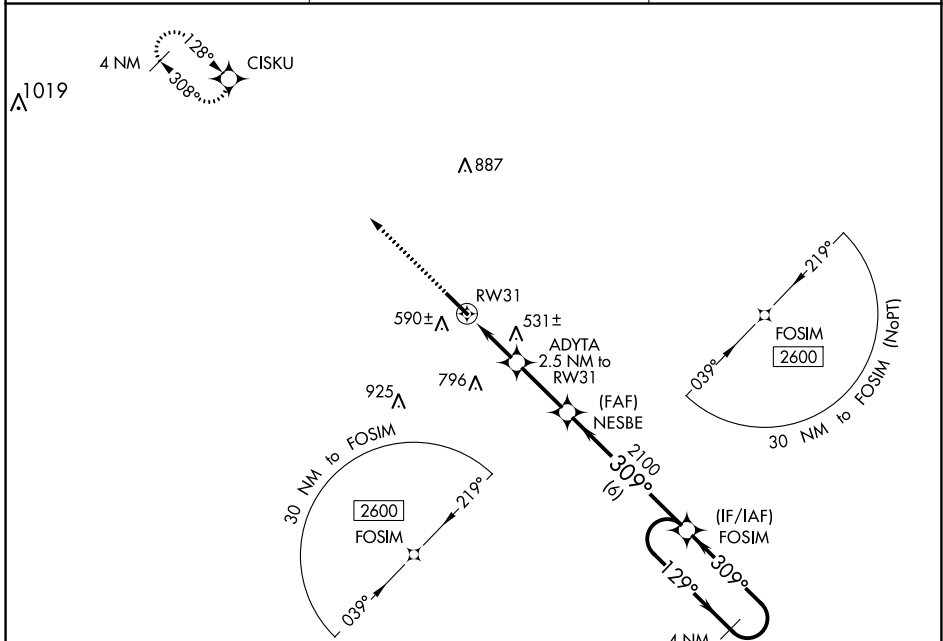 128°
4 NM
CISKU
308°
1019
887
219°
RW31
590±
531±
FOSIM
2600
ADYTA
2.5 NM to
RW31
039°
796
925
(FAF)
NESBE
30 NM to FOSIM (NoPT)
30 NM to FOSIM
2100
309°
(6)
219°
2600
FOSIM
(IF/IAF)
FOSIM
309°
129°
039°
4 NM